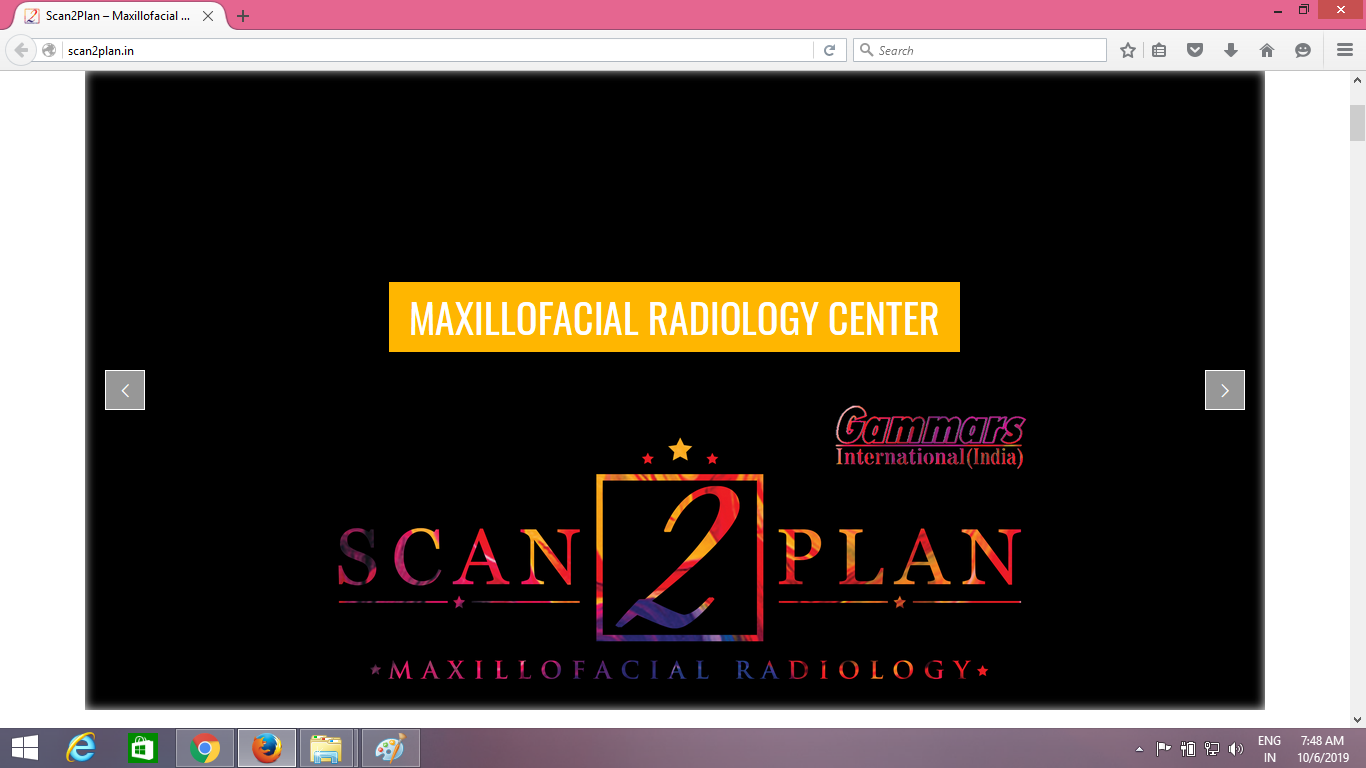 Scan2Plan – Maxillofacial ...
scan2plan.in
Search
MAXILLOFACIAL RADIOLOGY CENTER
Gammars
International(India)
SCAN 2 PLAN
MAXILLOFACIAL RADIOLOGY
ENG
IN
7:48 AM
10/6/2019